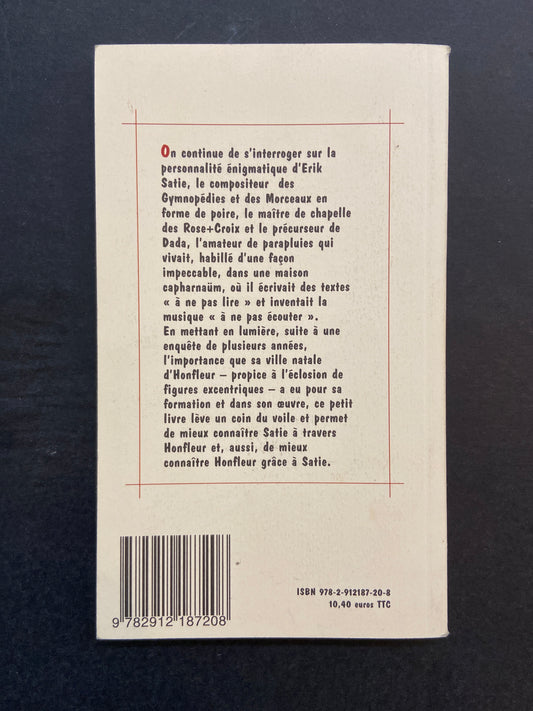 On continue de s'interroger sur la
personnalité énigmatique d'Erik
Satie, le compositeur des
Gymnopédies et des Morceaux en
forme de poire, le maître de chapelle
des Rose+Croix et le précurseur de
Dada, l'amateur de parapluies qui
vivait, habillé d'une façon
impeccable, dans une maison
capharnaüm, où il écrivait des textes
« à ne pas lire » et inventait la
musique « à ne pas écouter ».
En mettant en lumière, suite à une
enquête de plusieurs années,
l'importance que sa ville natale
d'Honfleur – propice à l'éclosion de
figures excentriques – a eu pour sa
formation et dans son œuvre, ce petit
livre lève un coin du voile et permet
de mieux connaître Satie à travers
Honfleur et, aussi, de mieux
connaître Honfleur grâce à Satie.
ISBN 978-2-912187-20-8
10,40 euros TTC
9 782912 187208